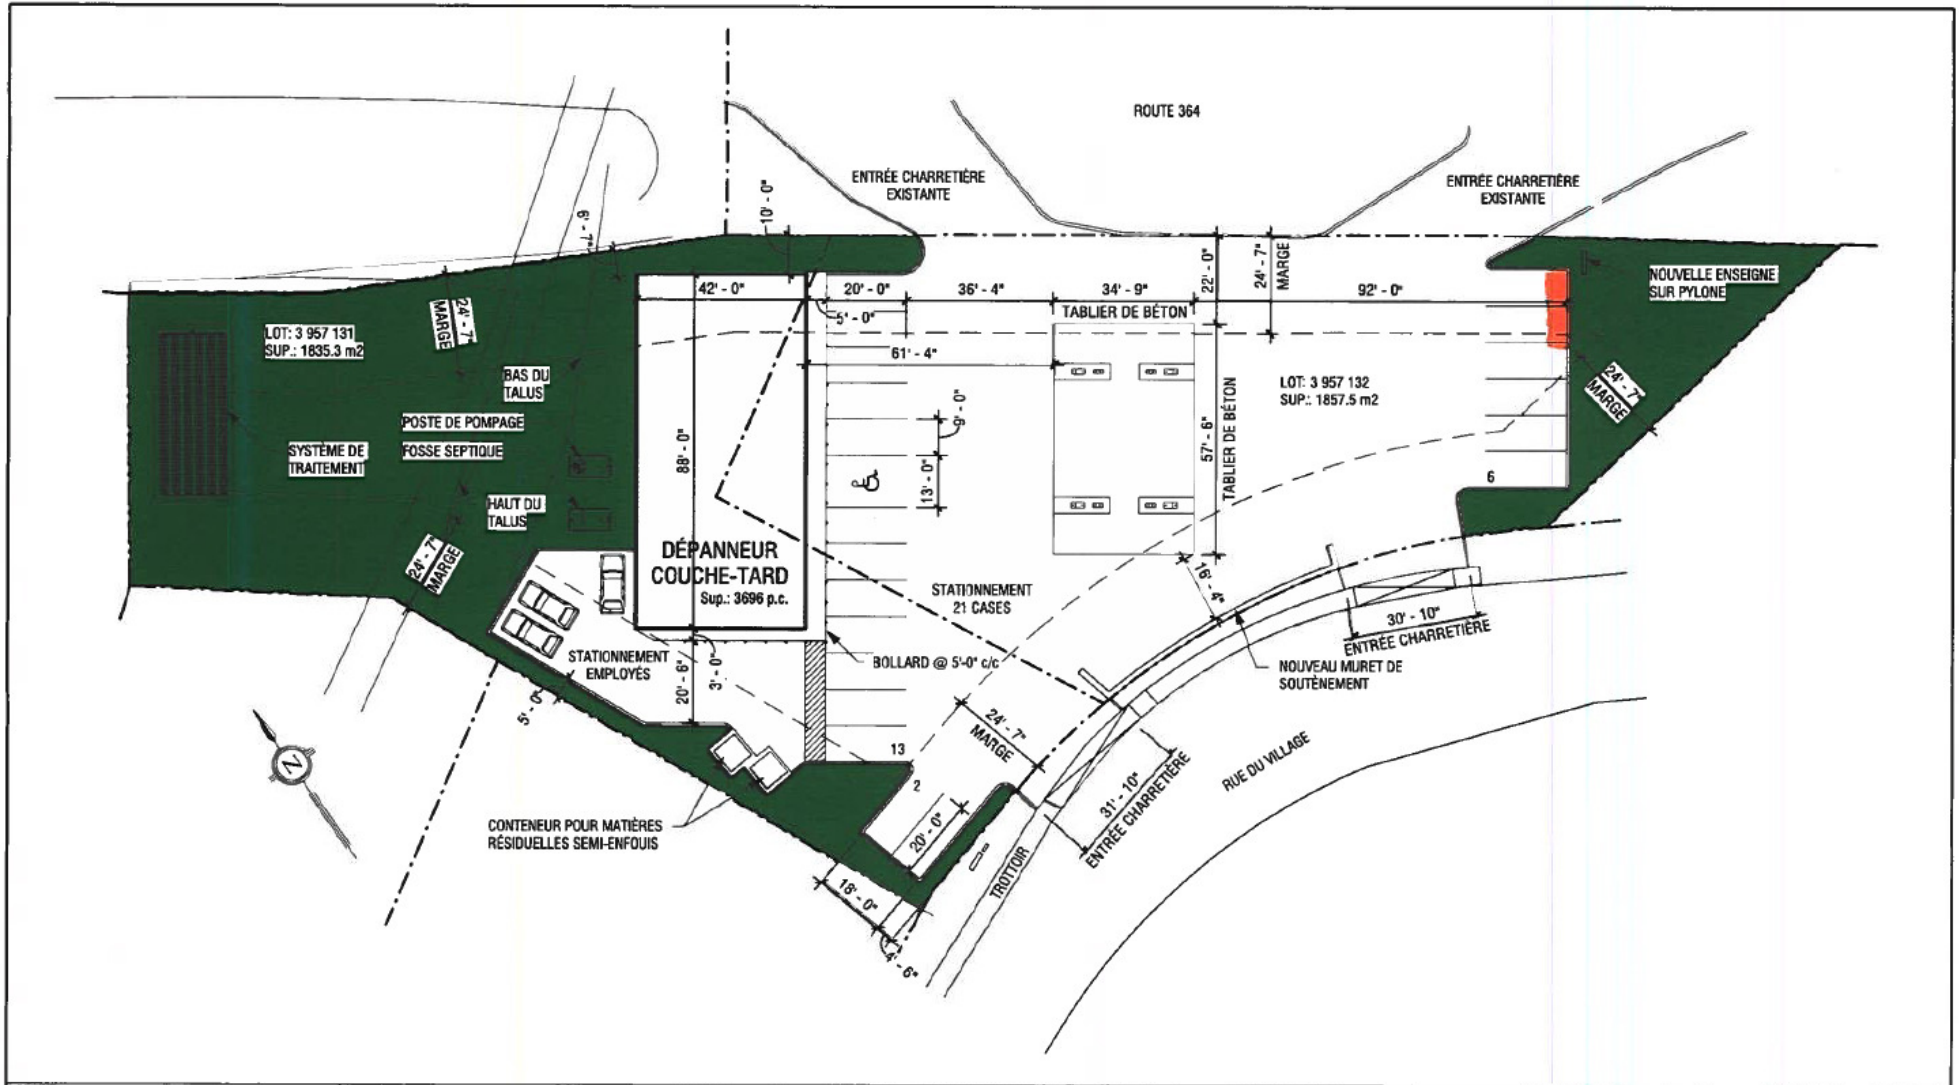 ROUTE 364
ENTRÉE CHARRETIÈRE
EXISTANTE
ENTRÉE CHARRETIÈRE
EXISTANTE
10' - 0"
6' - 7"
22' - 0"
24' - 7"
MARGE
NOUVELLE ENSEIGNE
SUR PYLONE
42' - 0"
20' - 0"
36' - 4"
34' - 9"
92' - 0"
5' - 0"
TABLIER DE BÉTON
24' - 7"
MARGE
LOT: 3 957 131
SUP.: 1835.3 m2
61' - 4"
BAS DU
TALUS
LOT: 3 957 132
SUP.: 1857.5 m2
24' - 7"
MARGE
9' - 0"
POSTE DE POMPAGE
FOSSE SEPTIQUE
SYSTÈME DE
TRAITEMENT
88' - 0"
13' - 0"
57' - 6"
TABLIER DE BÉTON
6
HAUT DU
TALUS
24' - 7"
MARGE
DÉPANNEUR
COUCHE-TARD
Sup.: 3696 p.c.
STATIONNEMENT
21 CASES
16' - 4"
30' - 10"
ENTRÉE CHARRETIÈRE
STATIONNEMENT
EMPLOYÉS
20' - 6"
3' - 0"
BOLLARD @ 5'-0" c/c
NOUVEAU MURET DE
SOUTÈNEMENT
5' - 0"
24' - 7"
MARGE
13
2
RUE DU VILLAGE
N
31' - 10"
ENTRÉE CHARRETIÈRE
CONTENEUR POUR MATIÈRES
RÉSIDUELLES SEMI-ENFOUIS
20' - 0"
TROTTOIR
18' - 0"
4' - 6"